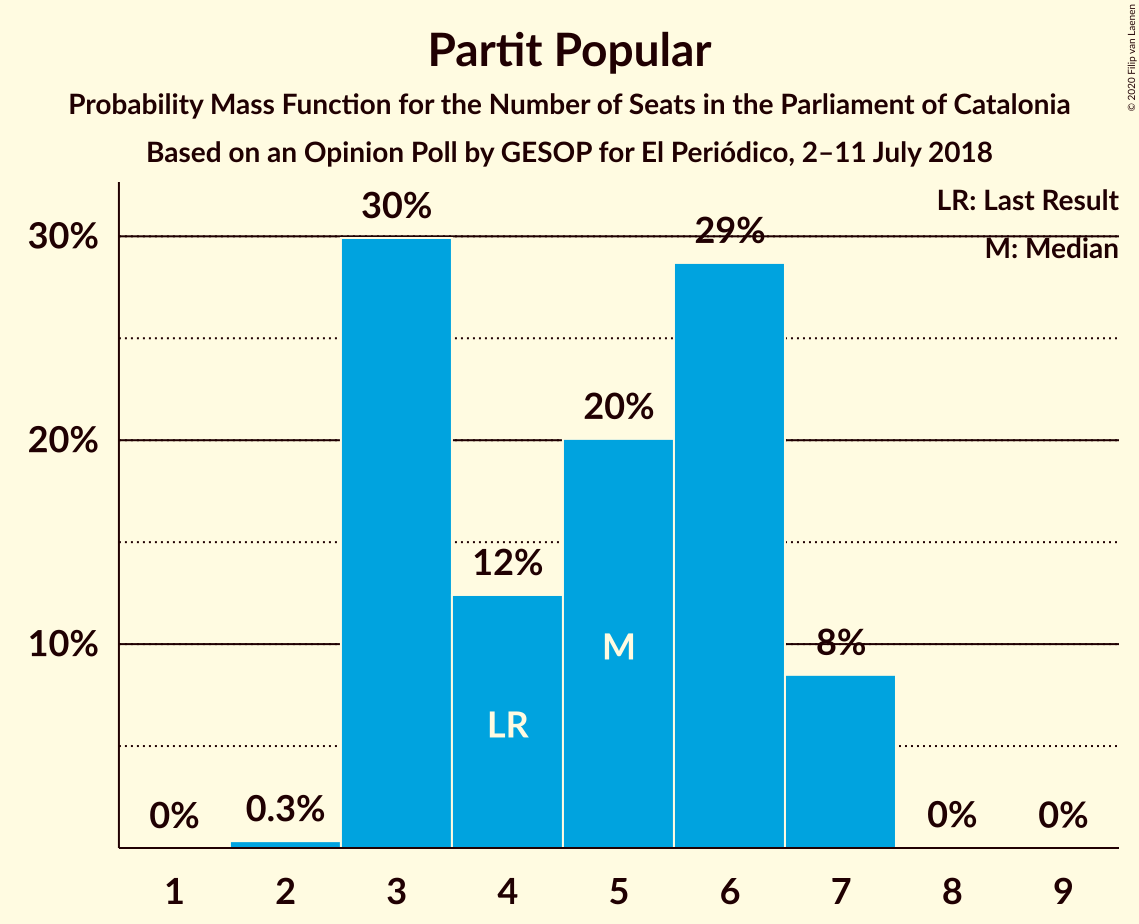 Partit Popular
Probability Mass Function for the Number of Seats in the Parliament of Catalonia
Based on an Opinion Poll by GESOP for El Periódico, 2–11 July 2018
© 2020 Filip van Laenen
LR: Last Result
M: Median
30%
20%
10%
0%
0.3%
30%
12%
20%
29%
8%
0%
0%
LR
M
1 2 3 4 5 6 7 8 9